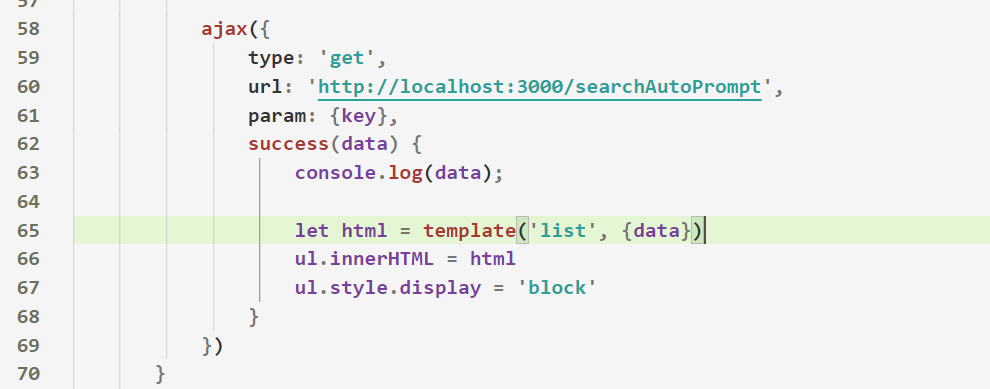 58 ajax({
59 type: 'get',
60 url: 'http://localhost:3000/searchAutoPrompt',
61 param: {key},
62 success(data) {
63 console.log(data);
64
65 let html = template('list', {data})
66 ul.innerHTML = html
67 ul.style.display = 'block'
68 }
69 })
70 }